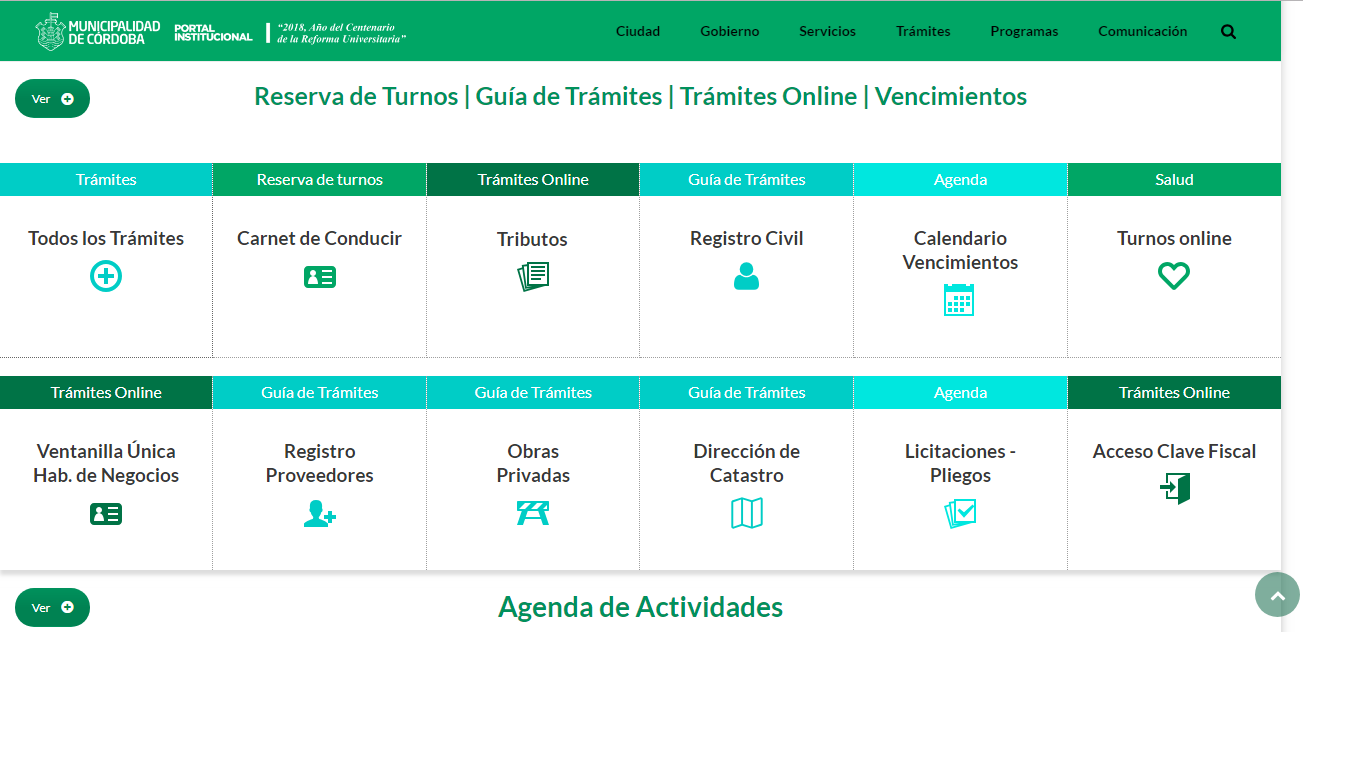 MUNICIPALIDAD
DE CÓRDOBA
PORTAL
INSTITUCIONAL
“2018, Año del Centenario
de la Reforma Universitaria”
Ciudad Gobierno Servicios Trámites Programas Comunicación
Ver
Reserva de Turnos | Guía de Trámites | Trámites Online | Vencimientos
Trámites Reserva de turnos Trámites Online Guía de Trámites Agenda Salud
Todos los Trámites
Carnet de Conducir
Tributos
Registro Civil
Calendario
Vencimientos
Turnos online
Trámites Online Guía de Trámites Guía de Trámites Guía de Trámites Agenda Trámites Online
Ventanilla Única
Hab. de Negocios
Registro
Proveedores
Obras
Privadas
Dirección de
Catastro
Licitaciones -
Pliegos
Acceso Clave Fiscal
Ver
Agenda de Actividades